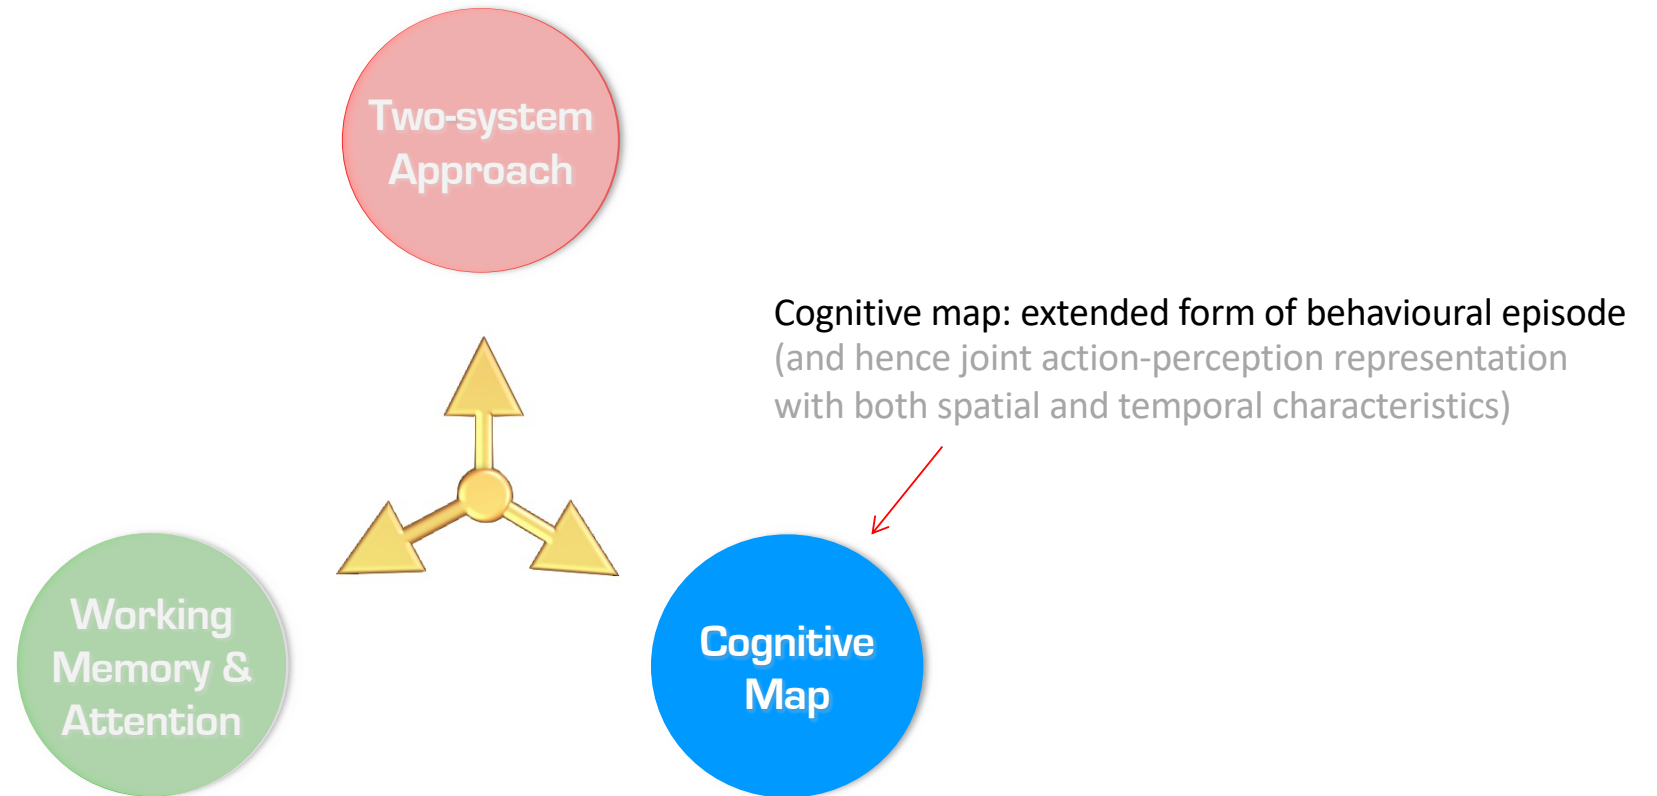 Two-system
Approach
Cognitive map: extended form of behavioural episode
(and hence joint action-perception representation
with both spatial and temporal characteristics)
Working
Memory &
Attention
Cognitive
Map